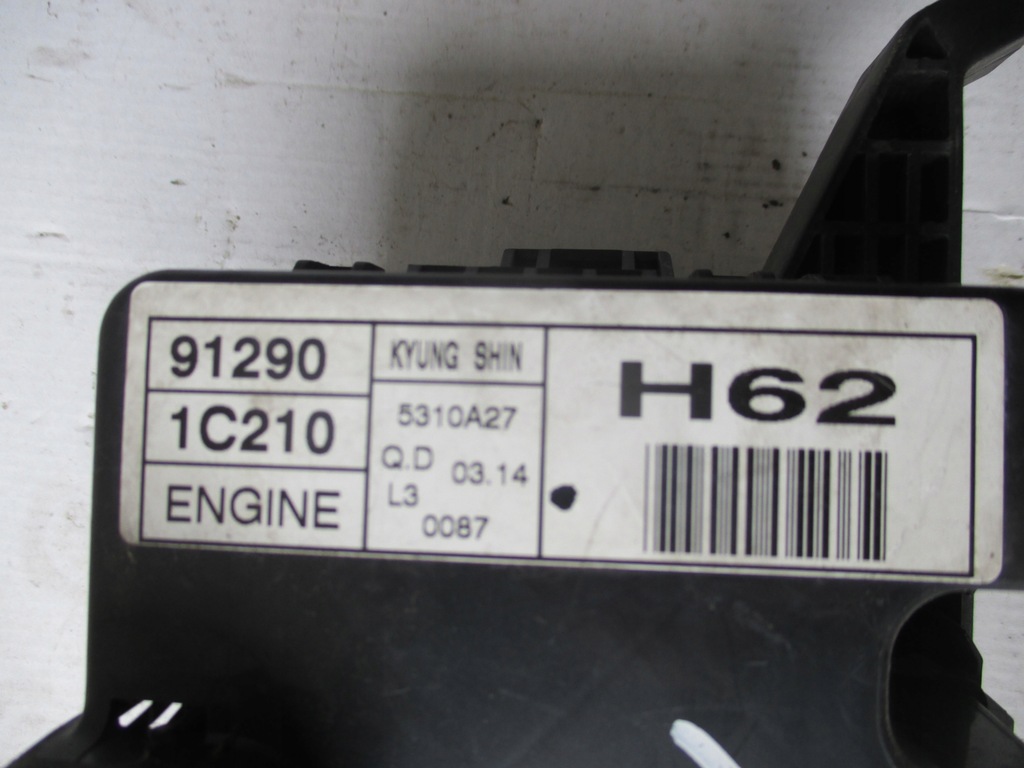 91290
1C210
ENGINE
KYUNG SHIN
5310A27
Q.D 03.14
L3
0087
H62